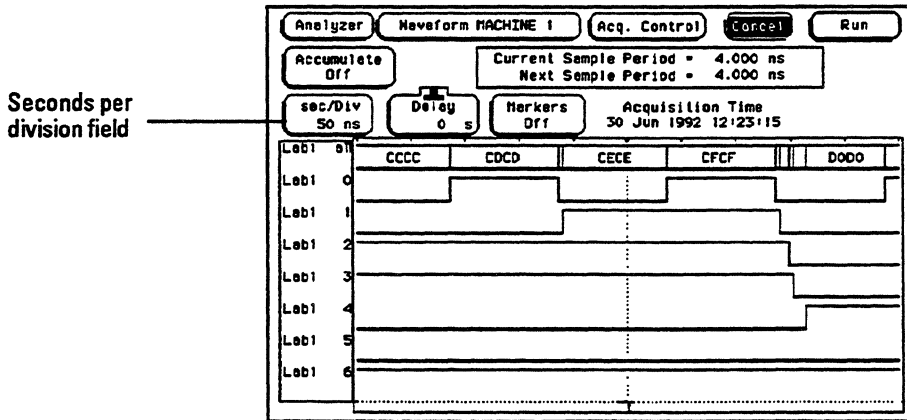 Analyzer Waveform MACHINE 1 Acq. Control Cancel Run
Accumulate
Off
Current Sample Period = 4.000 ns
Next Sample Period = 4.000 ns
Seconds per
division field
sec/Div
50 ns
Delay
0 s
Markers
Off
Acquisition Time
30 Jun 1992 12:23:15
Lab1 all CCCC CDCD CECE CFCF D0D0
Lab1 0
Lab1 1
Lab1 2
Lab1 3
Lab1 4
Lab1 5
Lab1 6